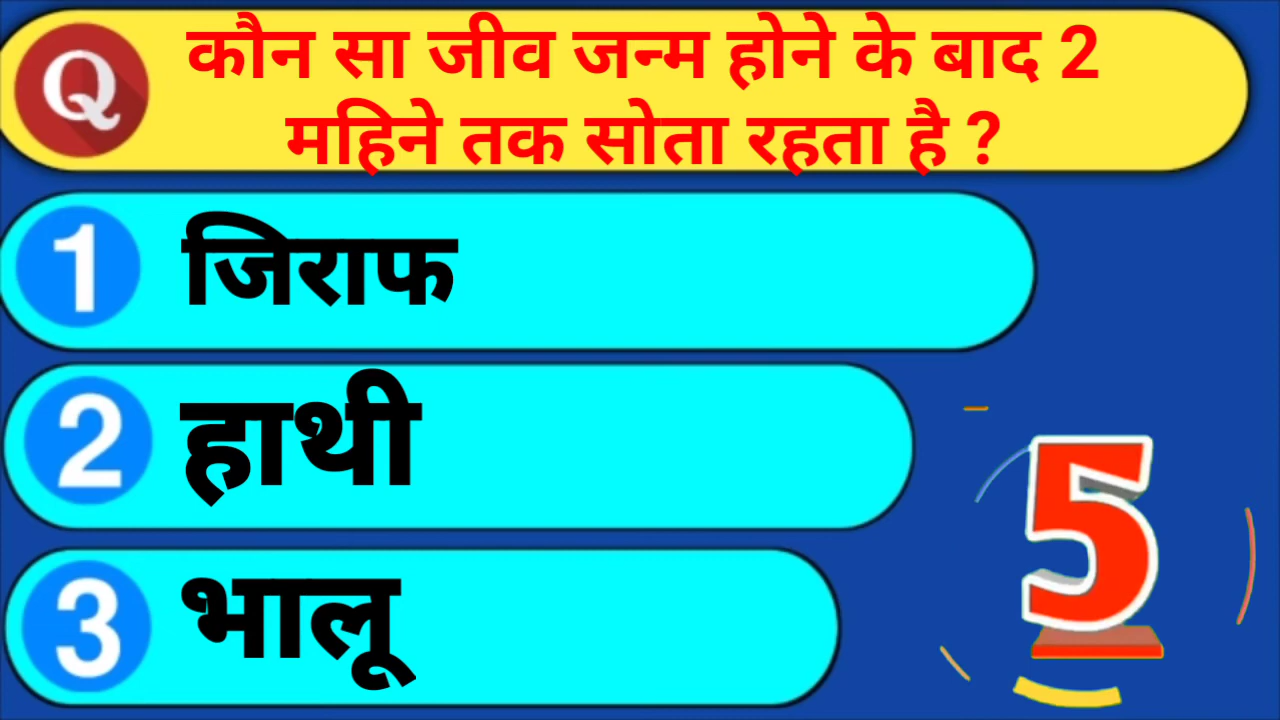 Q
कौन सा जीव जन्म होने के बाद 2
महिने तक सोता रहता है ?
1 जिराफ
2 हाथी
3 भालू
5